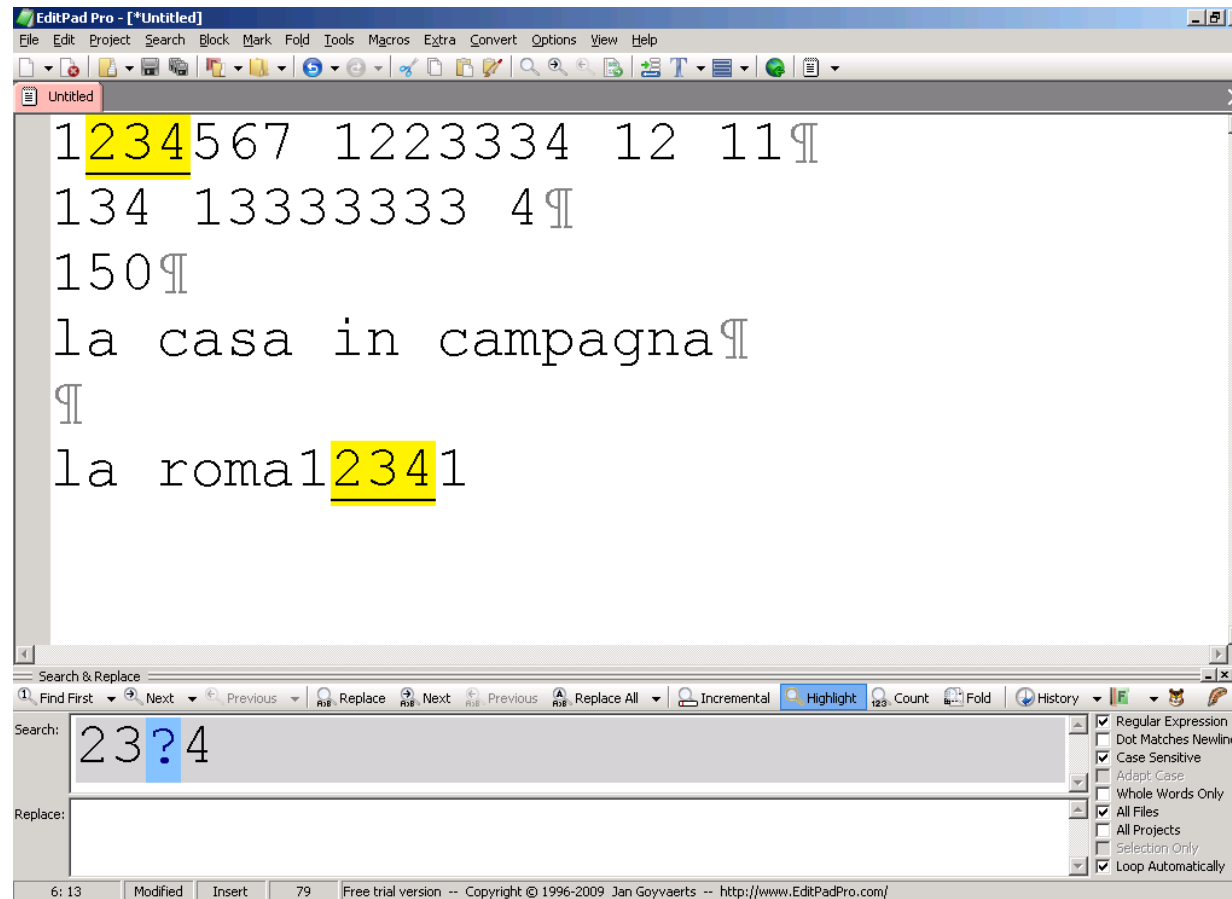 EditPad Pro - [*Untitled]
File Edit Project Search Block Mark Fold Tools Macros Extra Convert Options View Help
Untitled
1234567 1223334 12 11¶
134 13333333 4¶
150¶
la casa in campagna¶
¶
la roma12341
Search & Replace
Find First Next Previous Replace Next Previous Replace All Incremental Highlight Count Fold History
Search: 23?4
Replace:
Regular Expression
Dot Matches Newline
Case Sensitive
Adapt Case
Whole Words Only
All Files
All Projects
Selection Only
Loop Automatically
6: 13 Modified Insert 79 Free trial version -- Copyright © 1996-2009 Jan Goyvaerts -- http://www.EditPadPro.com/